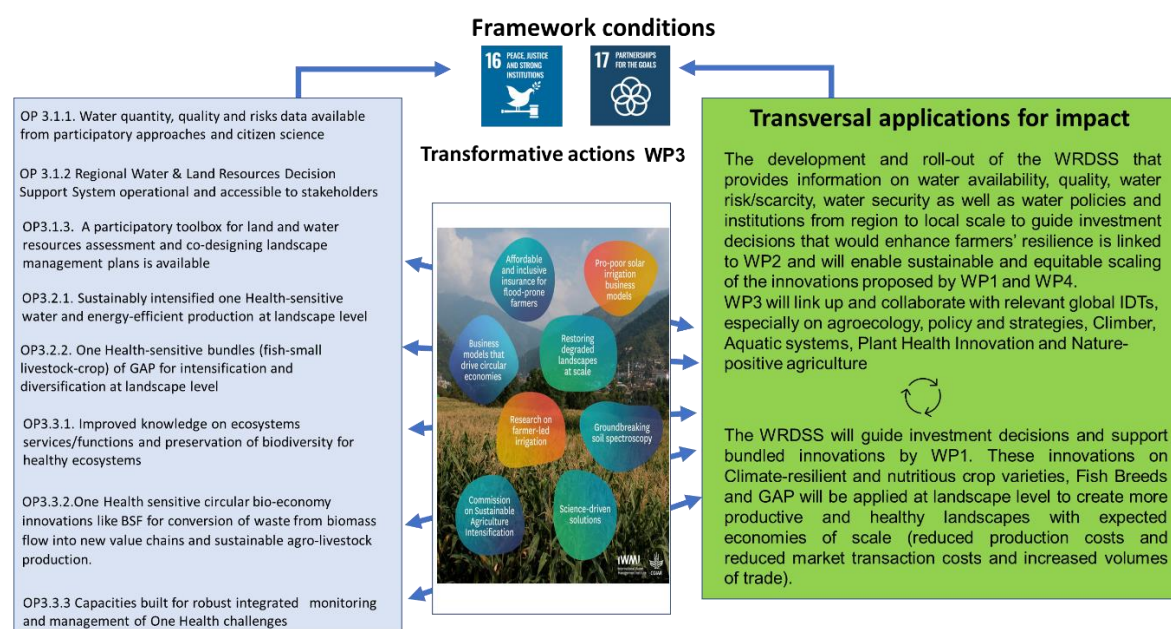 Framework conditions
16 PEACE, JUSTICE
AND STRONG
INSTITUTIONS
17 PARTNERSHIPS
FOR THE GOALS
OP 3.1.1. Water quantity, quality and risks data available
from participatory approaches and citizen science
OP 3.1.2 Regional Water & Land Resources Decision
Support System operational and accessible to stakeholders
OP3.1.3. A participatory toolbox for land and water
resources assessment and co-designing landscape
management plans is available
OP3.2.1. Sustainably intensified one Health-sensitive
water and energy-efficient production at landscape level
OP3.2.2. One Health-sensitive bundles (fish-small
livestock-crop) of GAP for intensification and
diversification at landscape level
OP3.3.1. Improved knowledge on ecosystems
services/functions and preservation of biodiversity for
healthy ecosystems
OP3.3.2.One Health sensitive circular bio-economy
innovations like BSF for conversion of waste from biomass
flow into new value chains and sustainable agro-livestock
production.
OP3.3.3 Capacities built for robust integrated monitoring
and management of One Health challenges
Transformative actions WP3
Affordable
and inclusive
insurance for
flood-prone
farmers
Pro-poor solar
irrigation
business
models
Business
models that
drive circular
economies
Restoring
degraded
landscapes
at scale
Research on
farmer-led
irrigation
Groundbreaking
soil spectroscopy
Commission
on Sustainable
Agriculture
Intensification
Science-driven
solutions
IWMI
CGIAR
Transversal applications for impact
The development and roll-out of the WRDSS that
provides information on water availability, quality, water
risk/scarcity, water security as well as water policies and
institutions from region to local scale to guide investment
decisions that would enhance farmers' resilience is linked
to WP2 and will enable sustainable and equitable scaling
of the innovations proposed by WP1 and WP4.
WP3 will link up and collaborate with relevant global IDTs,
especially on agroecology, policy and strategies, Climber,
Aquatic systems, Plant Health Innovation and Nature-
positive agriculture
The WRDSS will guide investment decisions and support
bundled innovations by WP1. These innovations on
Climate-resilient and nutritious crop varieties, Fish Breeds
and GAP will be applied at landscape level to create more
productive and healthy landscapes with expected
economies of scale (reduced production costs and
reduced market transaction costs and increased volumes
of trade).